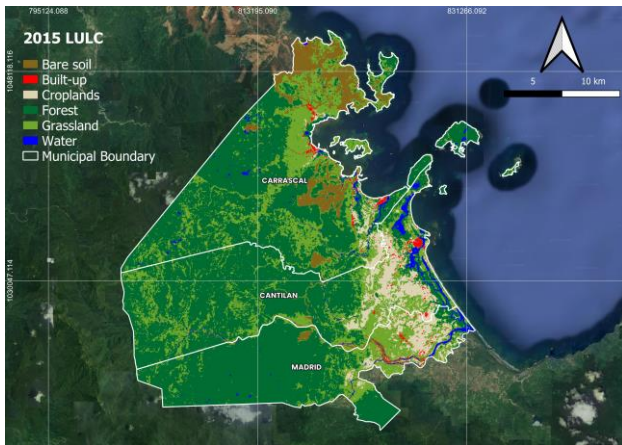 795124.088 813195.090 831266.092
2015 LULC
Bare soil
Built-up
Croplands
Forest
Grassland
Water
Municipal Boundary
5 10 km
1048118.116
CARRASCAL
1030047.114
CANTILAN
MADRID